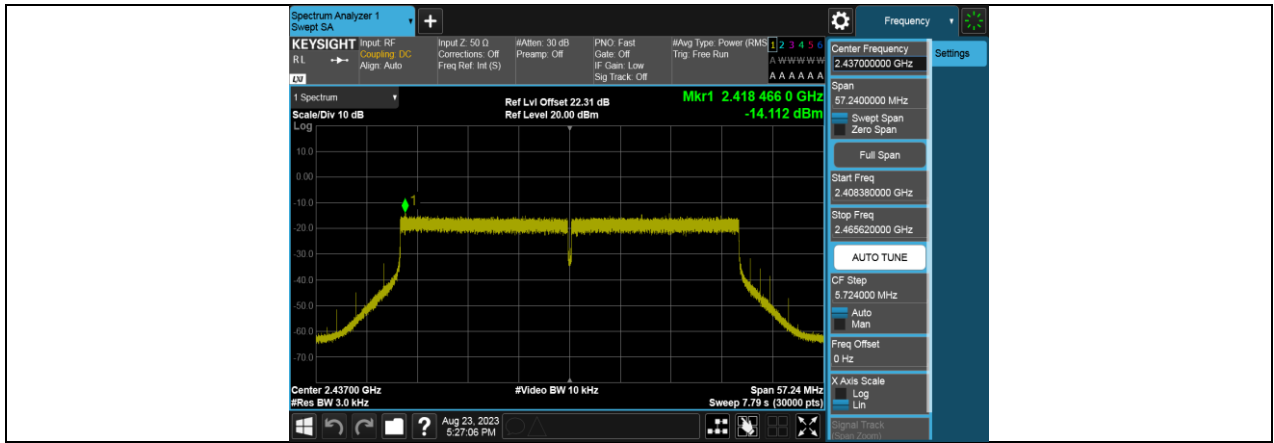 Spectrum Analyzer 1
Swept SA
+
Frequency
KEYSIGHT
RL
LXI
Input: RF
Coupling: DC
Align: Auto
Input Z: 50 Ω
Corrections: Off
Freq Ref: Int (S)
#Atten: 30 dB
Preamp: Off
PNO: Fast
Gate: Off
IF Gain: Low
Sig Track: Off
#Avg Type: Power (RMS
Trig: Free Run
1 2 3 4 5 6
A W W W W W
A A A A A A
1 Spectrum
Scale/Div 10 dB
Log
Ref Lvl Offset 22.31 dB
Ref Level 20.00 dBm
Mkr1 2.418 466 0 GHz
-14.112 dBm
10.0
0.00
-10.0
-20.0
-30.0
-40.0
-50.0
-60.0
-70.0
1
Center 2.43700 GHz
#Res BW 3.0 kHz
#Video BW 10 kHz
Span 57.24 MHz
Sweep 7.79 s (30000 pts)
Center Frequency
2.437000000 GHz
Settings
Span
57.2400000 MHz
Swept Span
Zero Span
Full Span
Start Freq
2.408380000 GHz
Stop Freq
2.465620000 GHz
AUTO TUNE
CF Step
5.724000 MHz
Auto
Man
Freq Offset
0 Hz
X Axis Scale
Log
Lin
Signal Track
(Span Zoom)
?
Aug 23, 2023
5:27:06 PM